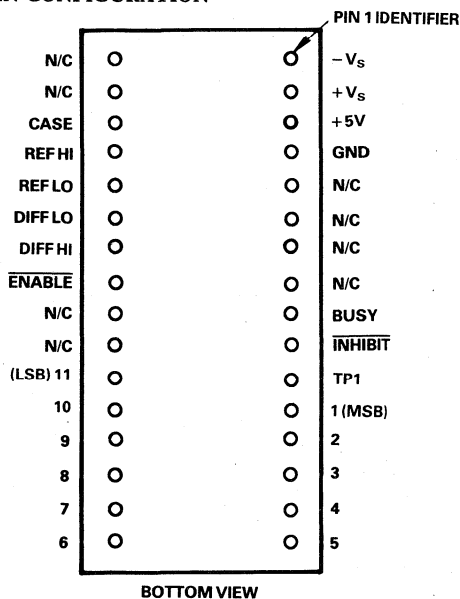 PIN 1 IDENTIFIER
N/C −VS
N/C +VS
CASE +5V
REF HI GND
REF LO N/C
DIFF LO N/C
DIFF HI N/C
ENABLE N/C
N/C BUSY
N/C INHIBIT
(LSB) 11 TP1
10 1 (MSB)
9 2
8 3
7 4
6 5
BOTTOM VIEW